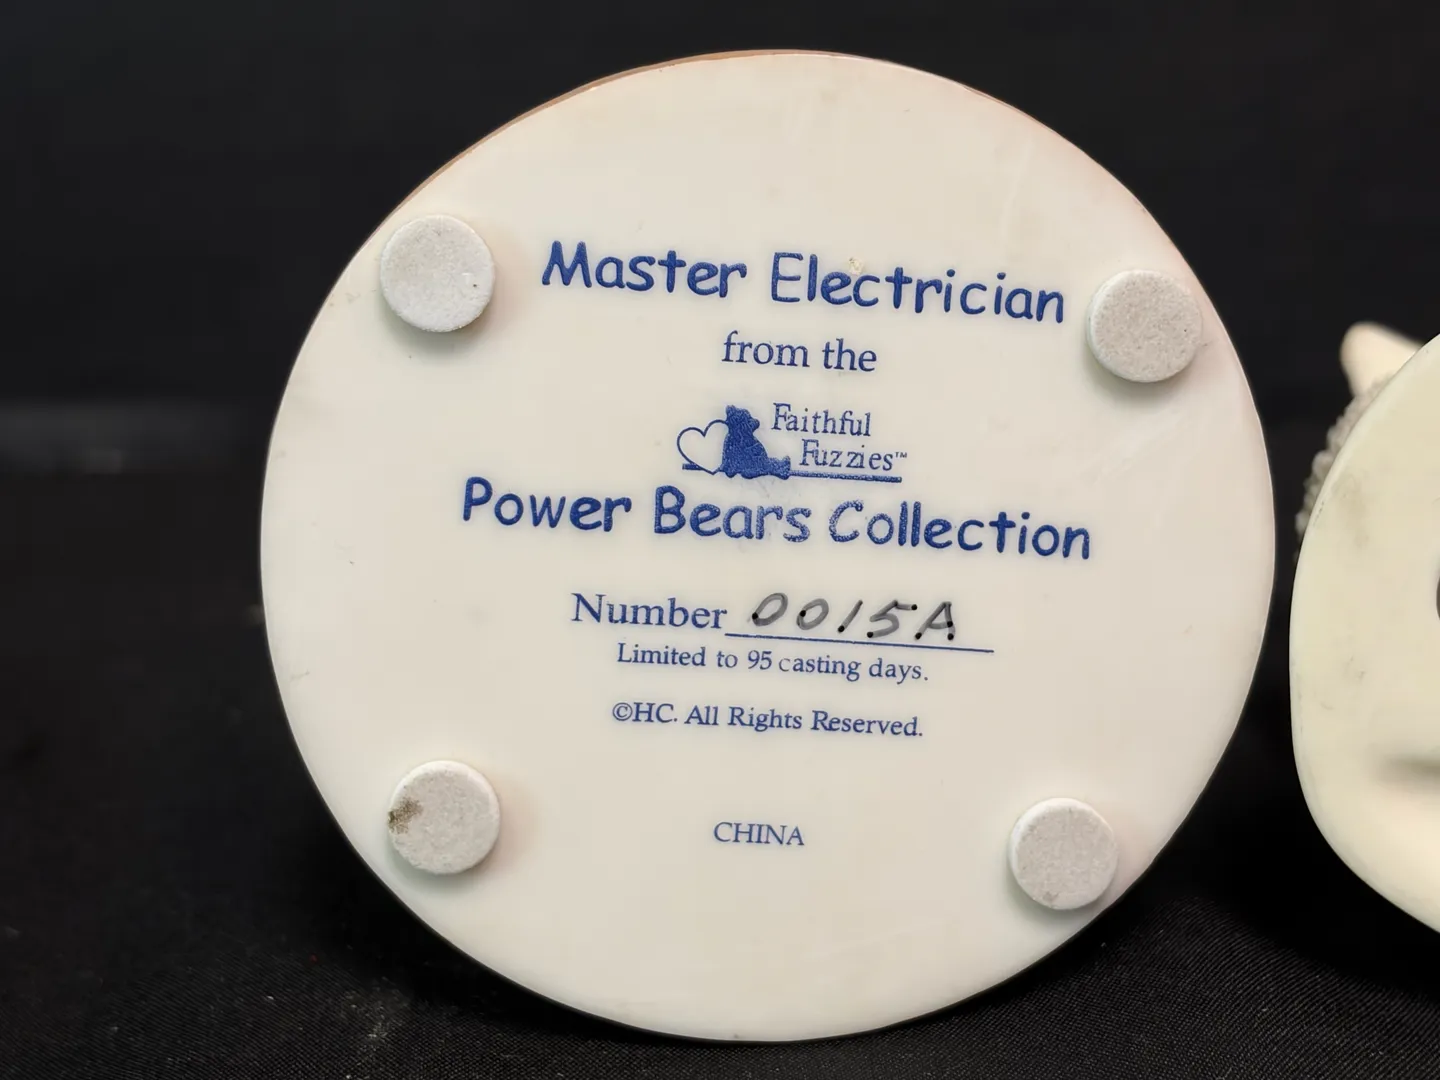 Master Electrician
from the
Faithful
Fuzzies™
Power Bears Collection
Number 0015A
Limited to 95 casting days.
©HC. All Rights Reserved.
CHINA